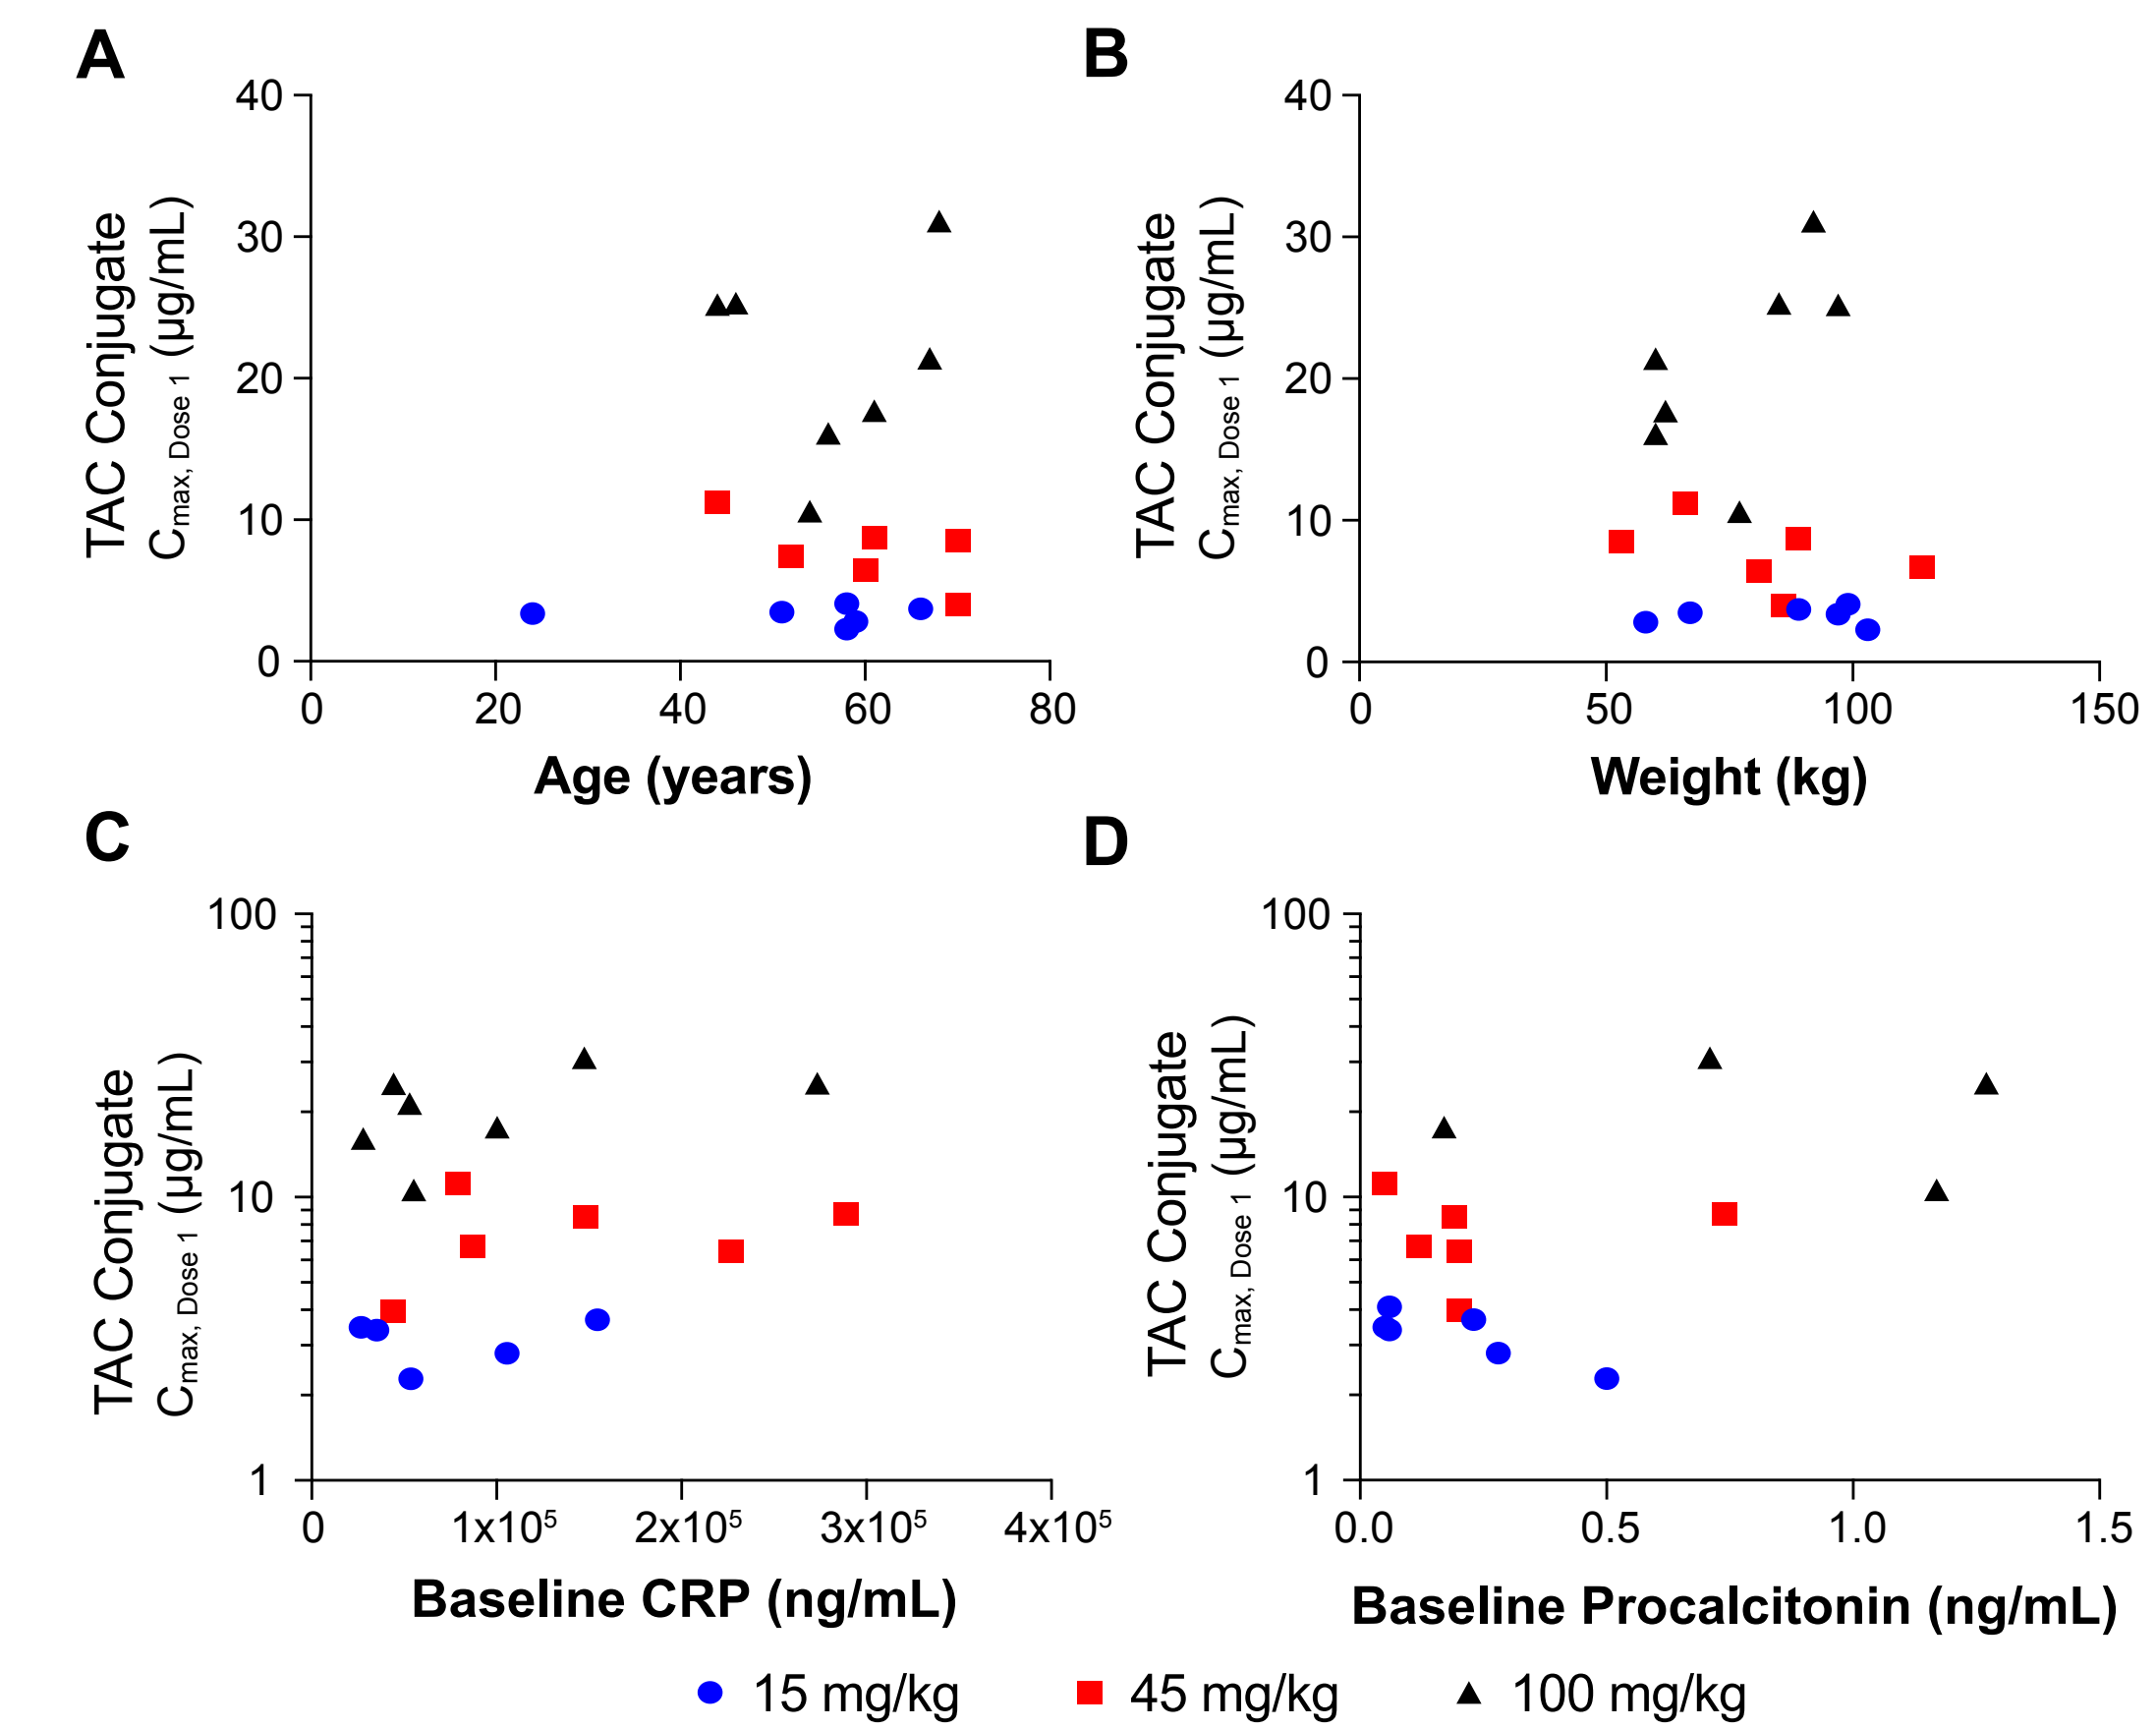 A
40
30
20
10
0
TAC Conjugate
Cmax, Dose 1 (µg/mL)
0 20 40 60 80
Age (years)
B
40
30
20
10
0
TAC Conjugate
Cmax, Dose 1 (µg/mL)
0 50 100 150
Weight (kg)
C
100
10
1
TAC Conjugate
Cmax, Dose 1 (µg/mL)
0 1x10⁵ 2x10⁵ 3x10⁵ 4x10⁵
Baseline CRP (ng/mL)
D
100
10
1
TAC Conjugate
Cmax, Dose 1 (µg/mL)
0.0 0.5 1.0 1.5
Baseline Procalcitonin (ng/mL)
15 mg/kg 45 mg/kg 100 mg/kg